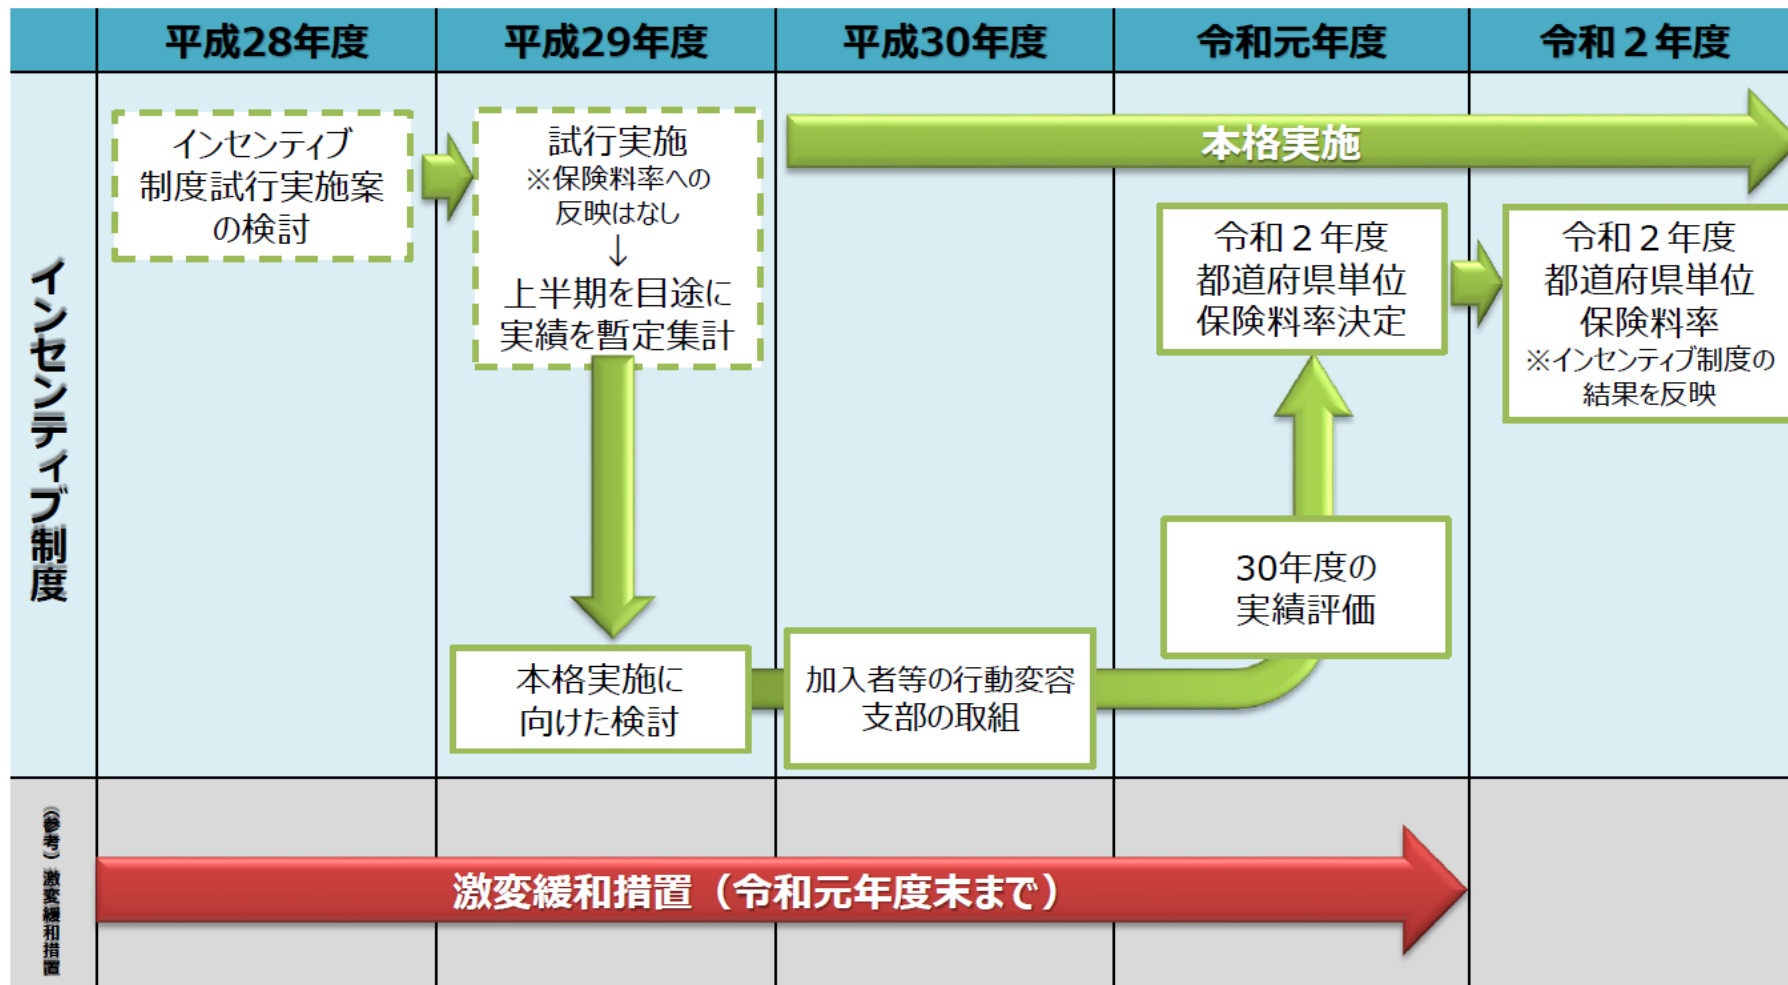 平成28年度
平成29年度
平成30年度
令和元年度
令和２年度
インセンティブ制度
インセンティブ
制度試行実施案
の検討
試行実施
※保険料率への
反映はなし
↓
上半期を目途に
実績を暫定集計
本格実施
令和２年度
都道府県単位
保険料率決定
令和２年度
都道府県単位
保険料率
※インセンティブ制度の
結果を反映
30年度の
実績評価
本格実施に
向けた検討
加入者等の行動変容
支部の取組
（参考）激変緩和措置
激変緩和措置（令和元年度末まで）